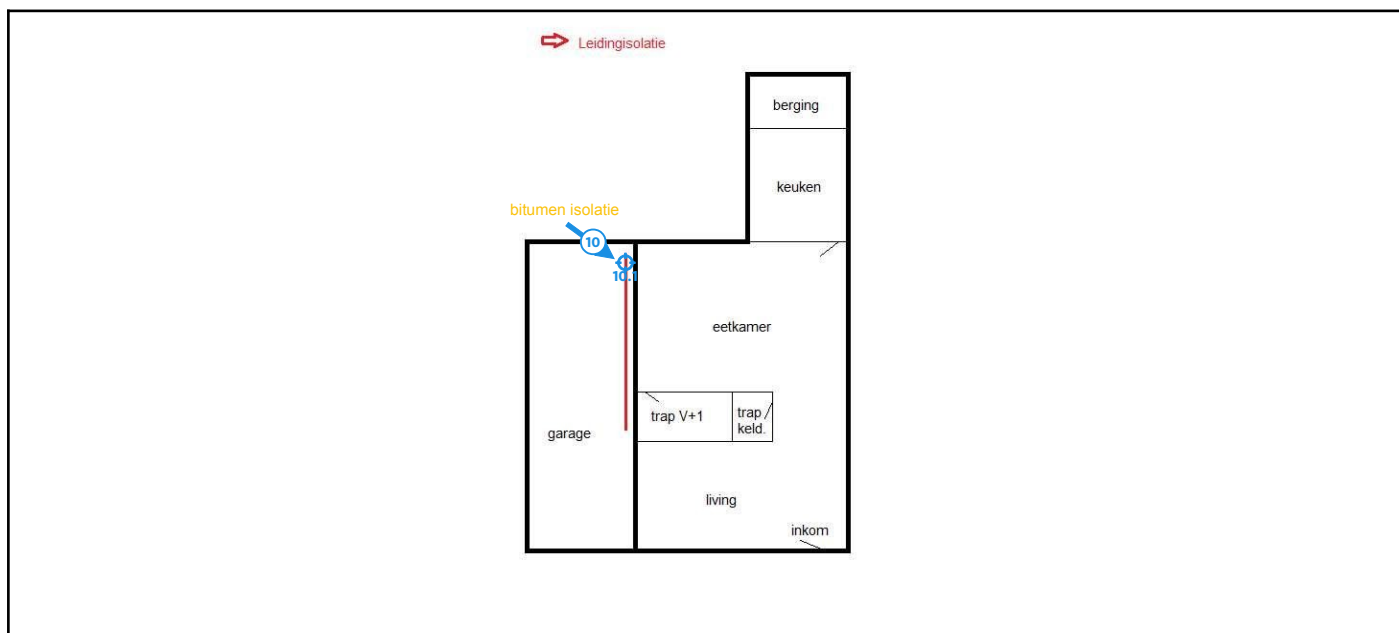 Leidingisolatie
berging
keuken
bitumen isolatie
10
10.1
eetkamer
trap V+1
trap
keld.
garage
living
inkom